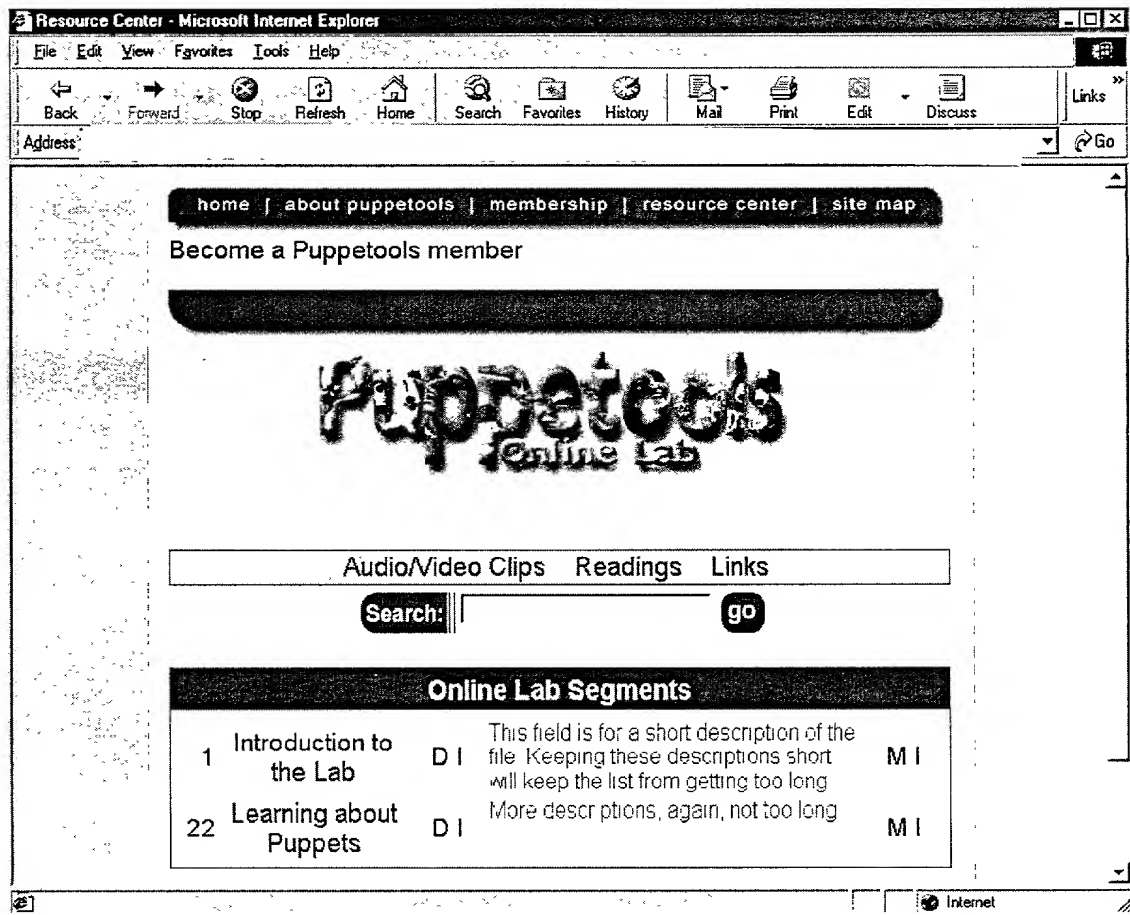 Resource Center - Microsoft Internet Explorer
File Edit View Favorites Tools Help
Back Forward Stop Refresh Home Search Favorites History Mail Print Edit Discuss Links »
Address Go
home | about puppetools | membership | resource center | site map
Become a Puppetools member
Puppetools
Online Lab
Audio/Video Clips Readings Links
Search: go
Online Lab Segments
1 Introduction to the Lab D I This field is for a short description of the file Keeping these descriptions short will keep the list from getting too long M I
22 Learning about Puppets D I More descriptions, again, not too long M I
Internet